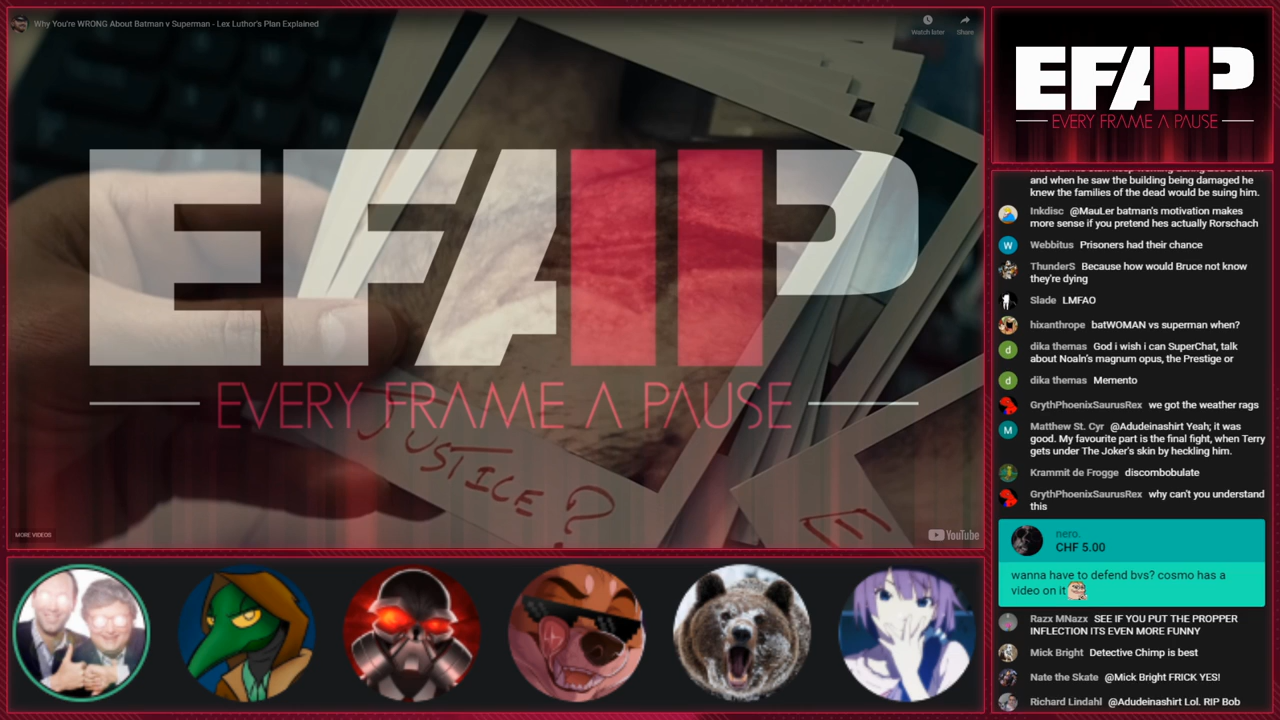 Why You're WRONG About Batman v Superman - Lex Luthor's Plan Explained
Watch later
Share
EFAP
EVERY FRAME A PAUSE
JUSTICE?
MORE VIDEOS
YouTube
EFAP
EVERY FRAME A PAUSE
and when he saw the building being damaged he
knew the families of the dead would be suing him.
Inkdisc @MauLer batman's motivation makes
more sense if you pretend hes actually Rorschach
W Webbitus Prisoners had their chance
ThunderS Because how would Bruce not know
they're dying
Slade LMFAO
hixanthrope batWOMAN vs superman when?
d dika themas God i wish i can SuperChat, talk
about Noaln's magnum opus, the Prestige or
d dika themas Memento
GrythPhoenixSaurusRex we got the weather rags
M Matthew St. Cyr @Adudeinashirt Yeah; it was
good. My favourite part is the final fight, when Terry
gets under The Joker's skin by heckling him.
Krammit de Frogge discombobulate
GrythPhoenixSaurusRex why can't you understand
this
nero.
CHF 5.00
wanna have to defend bvs? cosmo has a
video on it
Razx MNazx SEE IF YOU PUT THE PROPPER
INFLECTION ITS EVEN MORE FUNNY
Mick Bright Detective Chimp is best
Nate the Skate @Mick Bright FRICK YES!
Richard Lindahl @Adudeinashirt Lol. RIP Bob